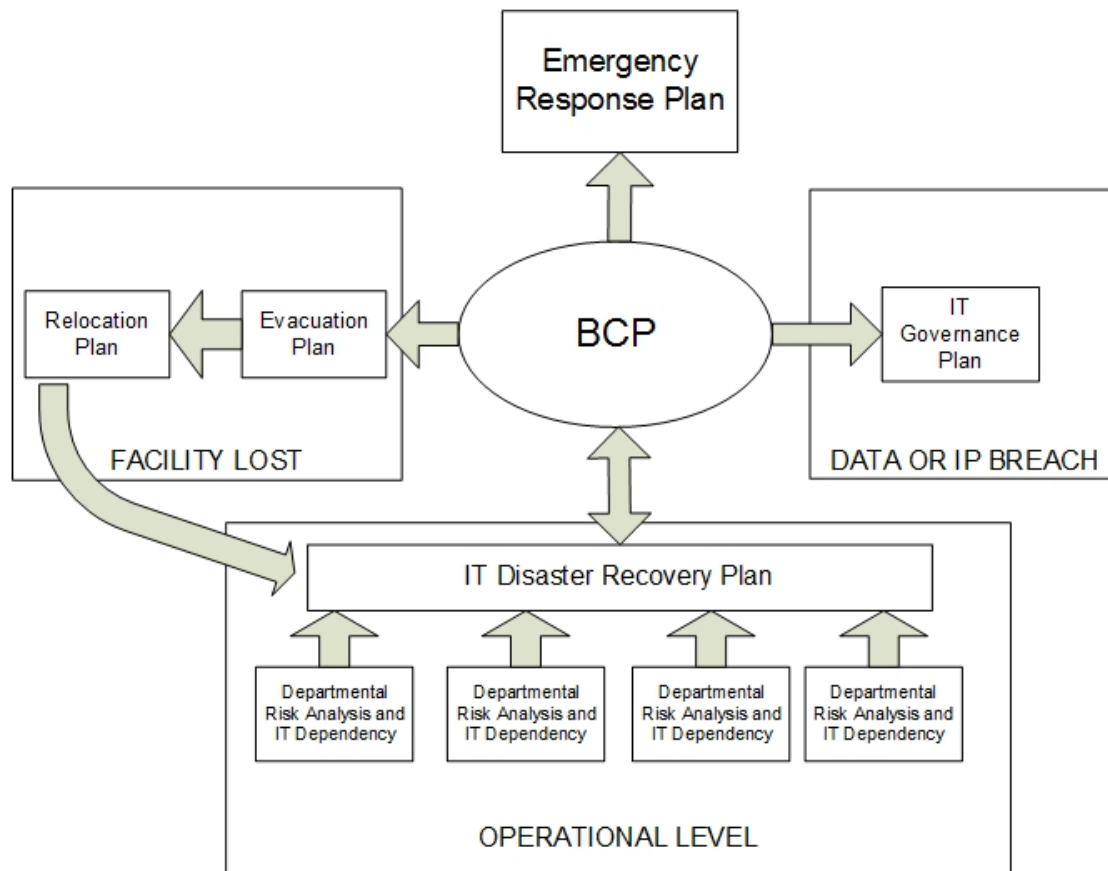 Emergency
Response Plan
Relocation
Plan
Evacuation
Plan
BCP
IT
Governance
Plan
FACILITY LOST
DATA OR IP BREACH
IT Disaster Recovery Plan
Departmental
Risk Analysis and
IT Dependency
Departmental
Risk Analysis and
IT Dependency
Departmental
Risk Analysis and
IT Dependency
Departmental
Risk Analysis and
IT Dependency
OPERATIONAL LEVEL